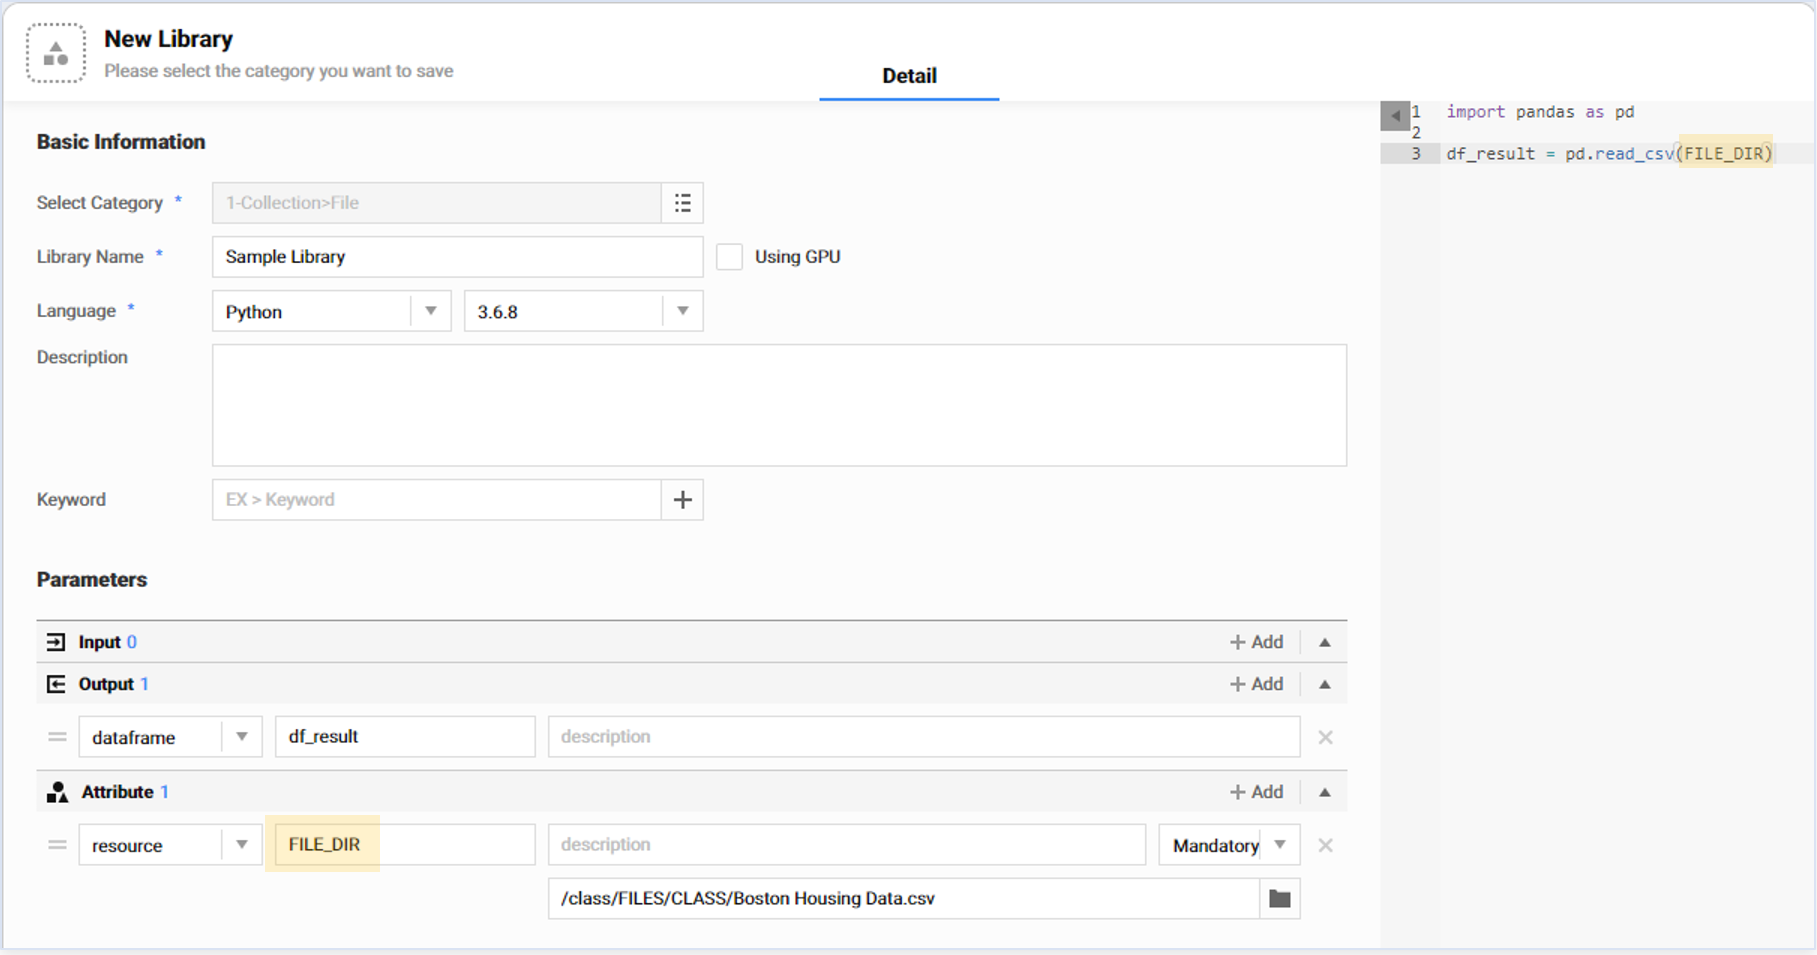 New Library
Please select the category you want to save
Detail
Basic Information
Select Category *
1-Collection>File
Library Name *
Sample Library
Using GPU
Language *
Python
3.6.8
Description
Keyword
EX > Keyword
Parameters
Input 0
Add
Output 1
Add
dataframe
df_result
description
Attribute 1
Add
resource
FILE_DIR
description
Mandatory
/class/FILES/CLASS/Boston Housing Data.csv
1 import pandas as pd
2
3 df_result = pd.read_csv(FILE_DIR)